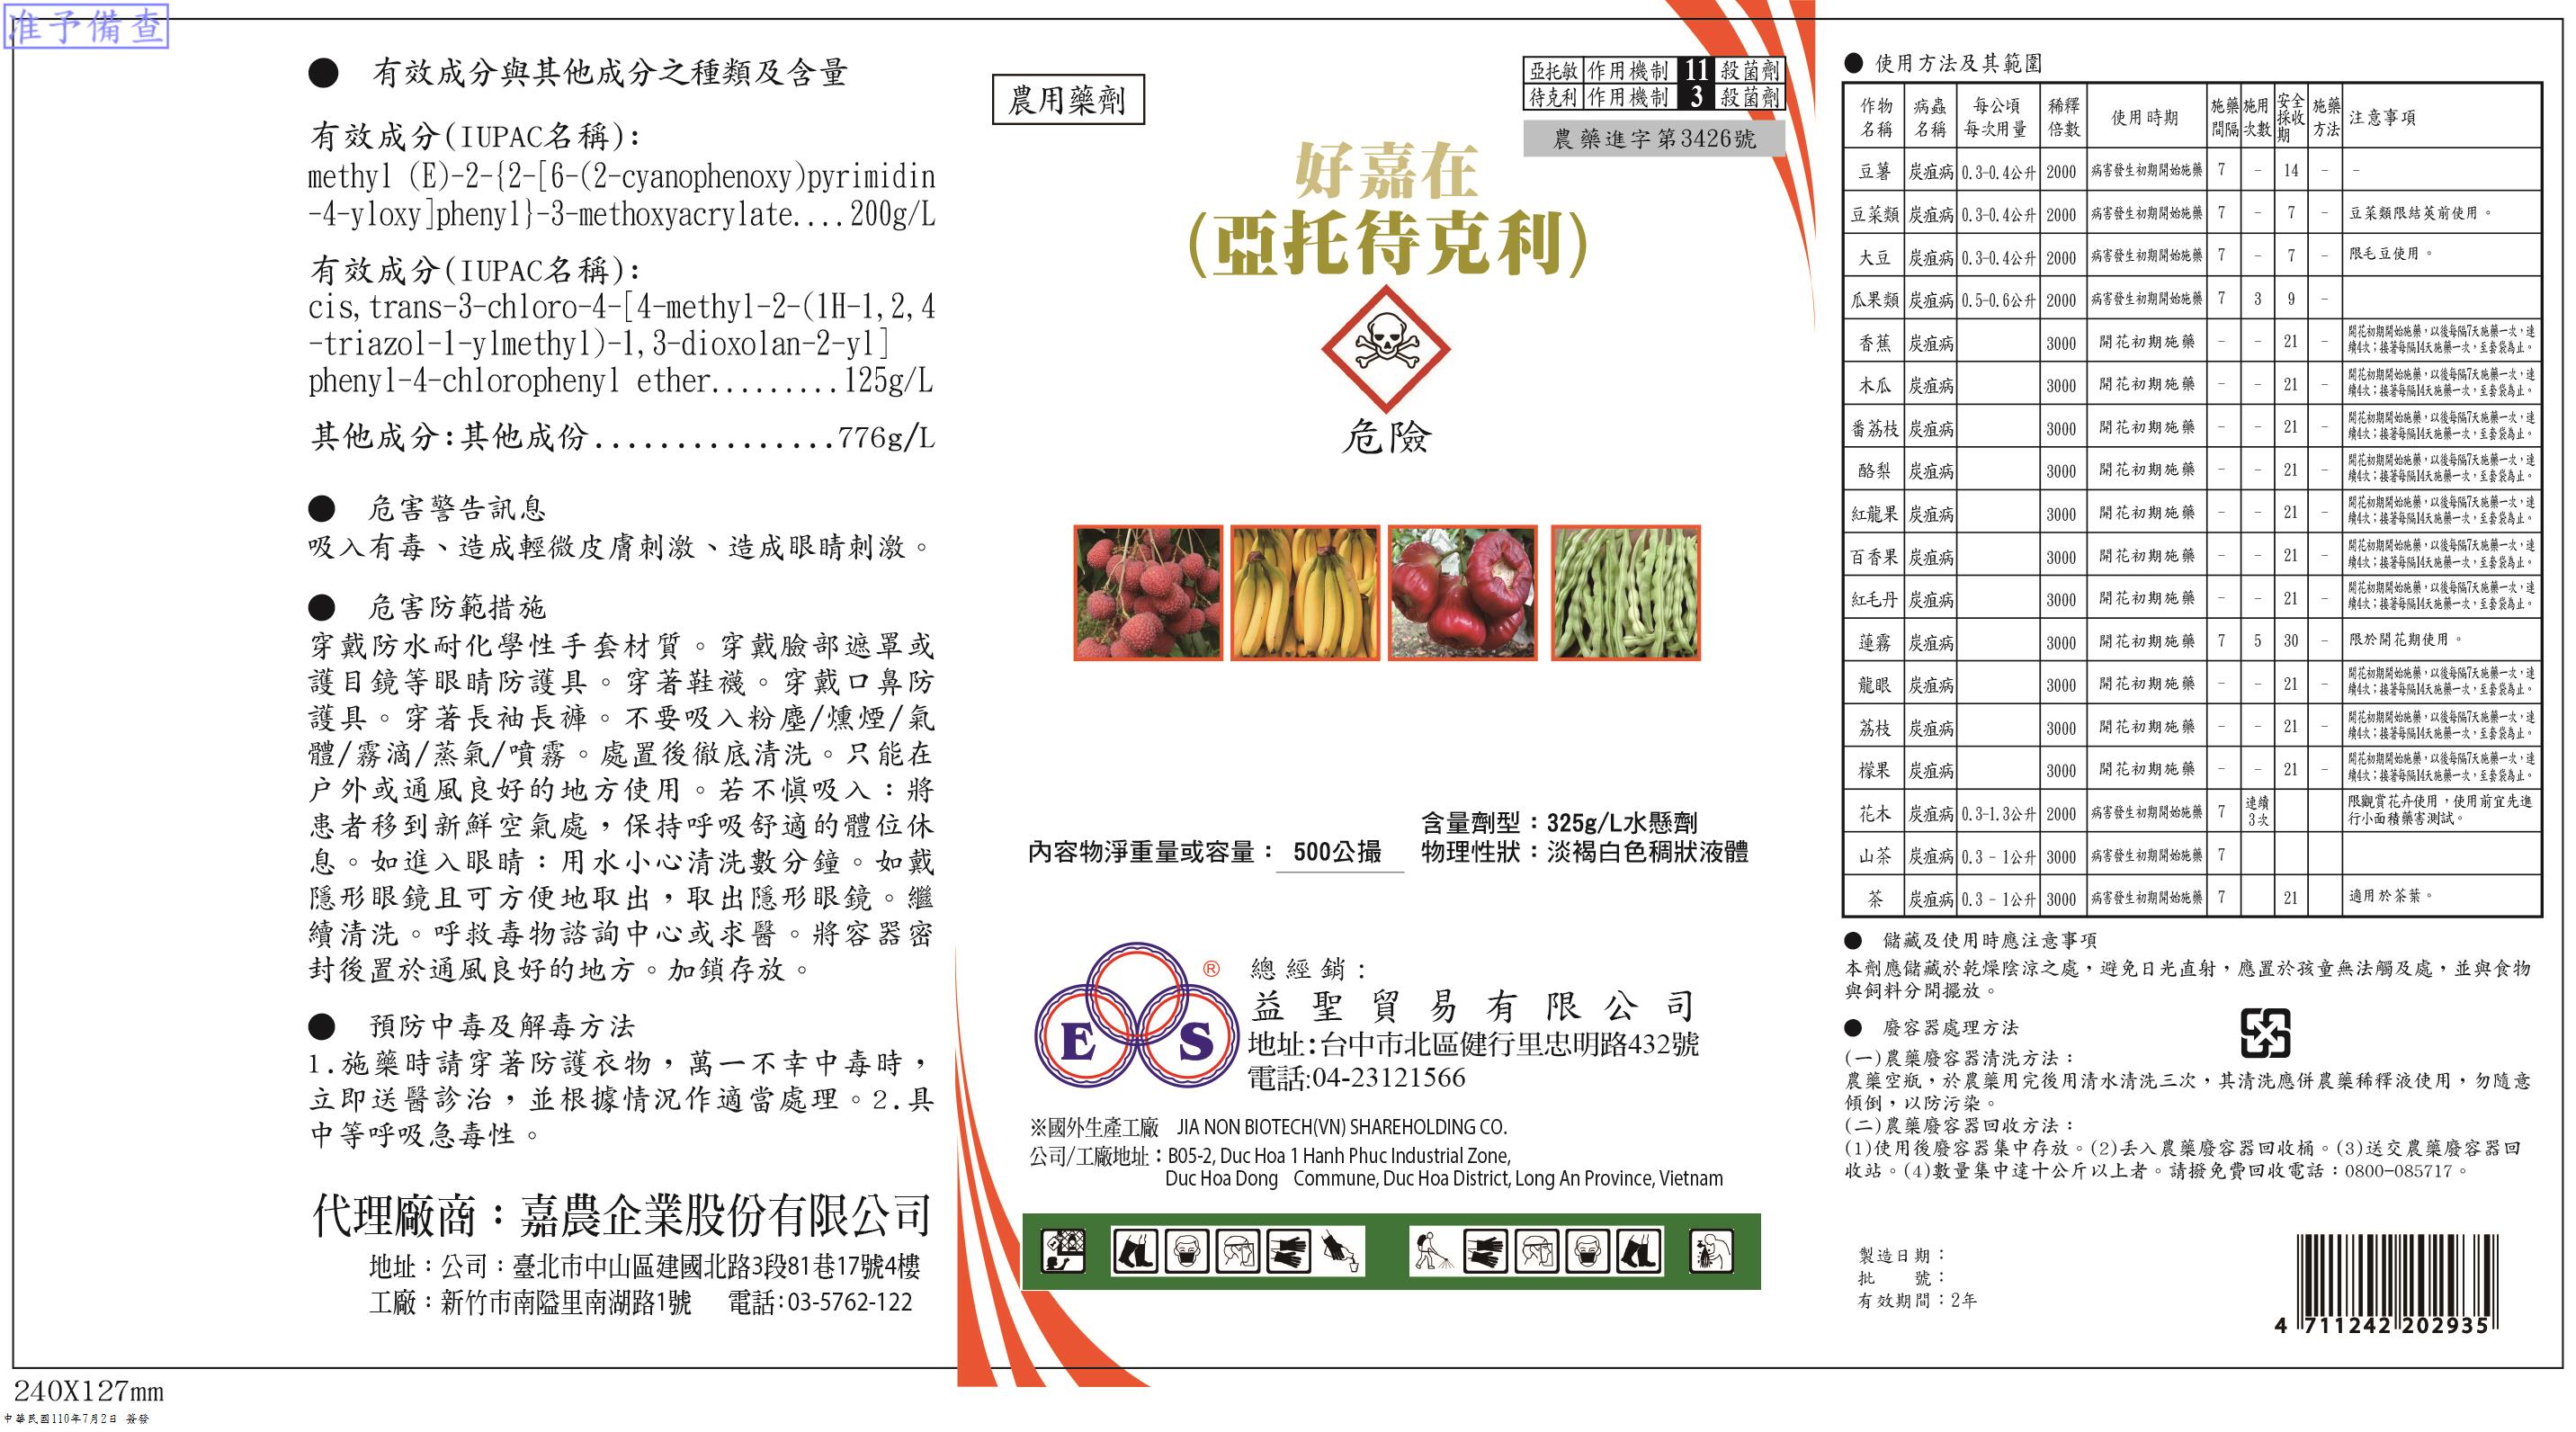 准予備查
● 有效成分與其他成分之種類及含量
有效成分(IUPAC名稱):
methyl (E)-2-{2-[6-(2-cyanophenoxy)pyrimidin
-4-yloxy]phenyl}-3-methoxyacrylate....200g/L
有效成分(IUPAC名稱):
cis,trans-3-chloro-4-[4-methyl-2-(1H-1,2,4
-triazol-1-ylmethyl)-1,3-dioxolan-2-yl]
phenyl-4-chlorophenyl ether.........125g/L
其他成分:其他成份...............776g/L
● 危害警告訊息
吸入有毒、造成輕微皮膚刺激、造成眼睛刺激。
● 危害防範措施
穿戴防水耐化學性手套材質。穿戴臉部遮罩或
護目鏡等眼睛防護具。穿著鞋襪。穿戴口鼻防
護具。穿著長袖長褲。不要吸入粉塵/燻煙/氣
體/霧滴/蒸氣/噴霧。處置後徹底清洗。只能在
戶外或通風良好的地方使用。若不慎吸入：將
患者移到新鮮空氣處，保持呼吸舒適的體位休
息。如進入眼睛：用水小心清洗數分鐘。如戴
隱形眼鏡且可方便地取出，取出隱形眼鏡。繼
續清洗。呼救毒物諮詢中心或求醫。將容器密
封後置於通風良好的地方。加鎖存放。
● 預防中毒及解毒方法
1.施藥時請穿著防護衣物，萬一不幸中毒時，
立即送醫診治，並根據情況作適當處理。2.具
中等呼吸急毒性。
代理廠商：嘉農企業股份有限公司
地址：公司：臺北市中山區建國北路3段81巷17號4樓
工廠：新竹市南隘里南湖路1號 電話:03-5762-122
農用藥劑
亞托敏 作用機制 11 殺菌劑
待克利 作用機制 3 殺菌劑
農藥進字第3426號
好嘉在
(亞托待克利)
危險
內容物淨重量或容量： 500公撮
含量劑型：325g/L水懸劑
物理性狀：淡褐白色稠狀液體
E S ®
總經銷:
益聖貿易有限公司
地址:台中市北區健行里忠明路432號
電話:04-23121566
※國外生產工廠 JIA NON BIOTECH(VN) SHAREHOLDING CO.
公司/工廠地址：B05-2, Duc Hoa 1 Hanh Phuc Industrial Zone,
Duc Hoa Dong Commune, Duc Hoa District, Long An Province, Vietnam
● 使用方法及其範圍
作物名稱 病蟲名稱 每公頃每次用量 稀釋倍數 使用時期 施藥間隔 施用次數 安全採收期 施藥方法 注意事項
豆薯 炭疽病 0.3-0.4公升 2000 病害發生初期開始施藥 7 - 14 - -
豆菜類 炭疽病 0.3-0.4公升 2000 病害發生初期開始施藥 7 - 7 - 豆菜類限結莢前使用。
大豆 炭疽病 0.3-0.4公升 2000 病害發生初期開始施藥 7 - 7 - 限毛豆使用。
瓜果類 炭疽病 0.5-0.6公升 2000 病害發生初期開始施藥 7 3 9 -
香蕉 炭疽病 3000 開花初期施藥 - - 21 - 開花初期開始施藥，以後每隔7天施藥一次，連續4次；接著每隔14天施藥一次，至套袋為止。
木瓜 炭疽病 3000 開花初期施藥 - - 21 - 開花初期開始施藥，以後每隔7天施藥一次，連續4次；接著每隔14天施藥一次，至套袋為止。
番荔枝 炭疽病 3000 開花初期施藥 - - 21 - 開花初期開始施藥，以後每隔7天施藥一次，連續4次；接著每隔14天施藥一次，至套袋為止。
酪梨 炭疽病 3000 開花初期施藥 - - 21 - 開花初期開始施藥，以後每隔7天施藥一次，連續4次；接著每隔14天施藥一次，至套袋為止。
紅龍果 炭疽病 3000 開花初期施藥 - - 21 - 開花初期開始施藥，以後每隔7天施藥一次，連續4次；接著每隔14天施藥一次，至套袋為止。
百香果 炭疽病 3000 開花初期施藥 - - 21 - 開花初期開始施藥，以後每隔7天施藥一次，連續4次；接著每隔14天施藥一次，至套袋為止。
紅毛丹 炭疽病 3000 開花初期施藥 - - 21 - 開花初期開始施藥，以後每隔7天施藥一次，連續4次；接著每隔14天施藥一次，至套袋為止。
蓮霧 炭疽病 3000 開花初期施藥 7 5 30 - 限於開花期使用。
龍眼 炭疽病 3000 開花初期施藥 - - 21 - 開花初期開始施藥，以後每隔7天施藥一次，連續4次；接著每隔14天施藥一次，至套袋為止。
荔枝 炭疽病 3000 開花初期施藥 - - 21 - 開花初期開始施藥，以後每隔7天施藥一次，連續4次；接著每隔14天施藥一次，至套袋為止。
檬果 炭疽病 3000 開花初期施藥 - - 21 - 開花初期開始施藥，以後每隔7天施藥一次，連續4次；接著每隔14天施藥一次，至套袋為止。
花木 炭疽病 0.3-1.3公升 2000 病害發生初期開始施藥 7 連續3次 限觀賞花卉使用，使用前宜先進行小面積藥害測試。
山茶 炭疽病 0.3 - 1公升 3000 病害發生初期開始施藥 7
茶 炭疽病 0.3 - 1公升 3000 病害發生初期開始施藥 7 21 適用於茶葉。
● 儲藏及使用時應注意事項
本劑應儲藏於乾燥陰涼之處，避免日光直射，應置於孩童無法觸及處，並與食物
與飼料分開擺放。
● 廢容器處理方法
(一)農藥廢容器清洗方法：
農藥空瓶，於農藥用完後用清水清洗三次，其清洗應併農藥稀釋液使用，勿隨意
傾倒，以防污染。
(二)農藥廢容器回收方法：
(1)使用後廢容器集中存放。(2)丟入農藥廢容器回收桶。(3)送交農藥廢容器回
收站。(4)數量集中達十公斤以上者。請撥免費回收電話：0800-085717。
製造日期：
批 號：
有效期間：2年
4 711242 202935
240X127mm
中華民國110年7月2日 簽發